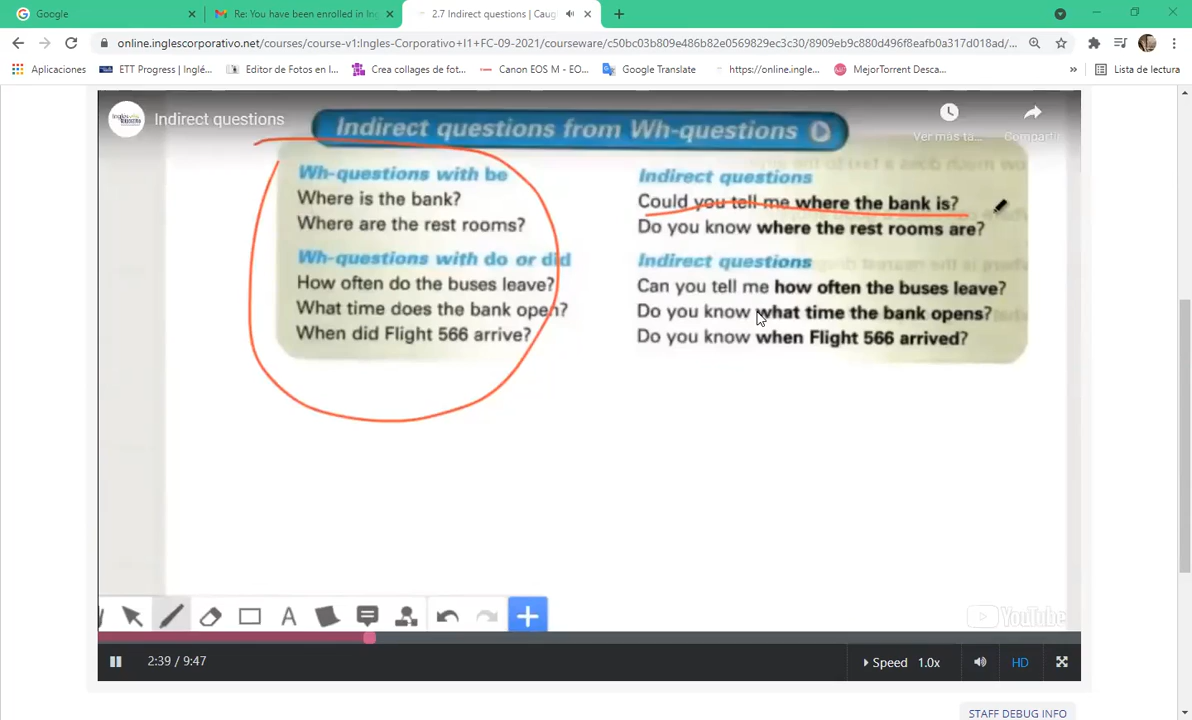 Google
Re: You have been enrolled in In
2.7 Indirect questions | Caug
online.inglescorporativo.net/courses/course-v1:Ingles-Corporativo+I1+FC-09-2021/courseware/c50bc03b809e486b82e0569829ec3c30/8909eb9c880d496f8eafb0a317d018ad/...
Aplicaciones
ETT Progress | Inglé...
Editor de Fotos en l...
Crea collages de fot...
Canon EOS M - EO...
Google Translate
https://online.ingle...
MejorTorrent Desca...
»
Lista de lectura
Indirect questions
Ver más ta...
Compartir
Indirect questions from Wh-questions
Wh-questions with be
Where is the bank?
Where are the rest rooms?
Wh-questions with do or did
How often do the buses leave?
What time does the bank open?
When did Flight 566 arrive?
Indirect questions
Could you tell me where the bank is?
Do you know where the rest rooms are?
Indirect questions
Can you tell me how often the buses leave?
Do you know what time the bank opens?
Do you know when Flight 566 arrived?
A
YouTube
2:39 / 9:47
Speed 1.0x
HD
STAFF DEBUG INFO